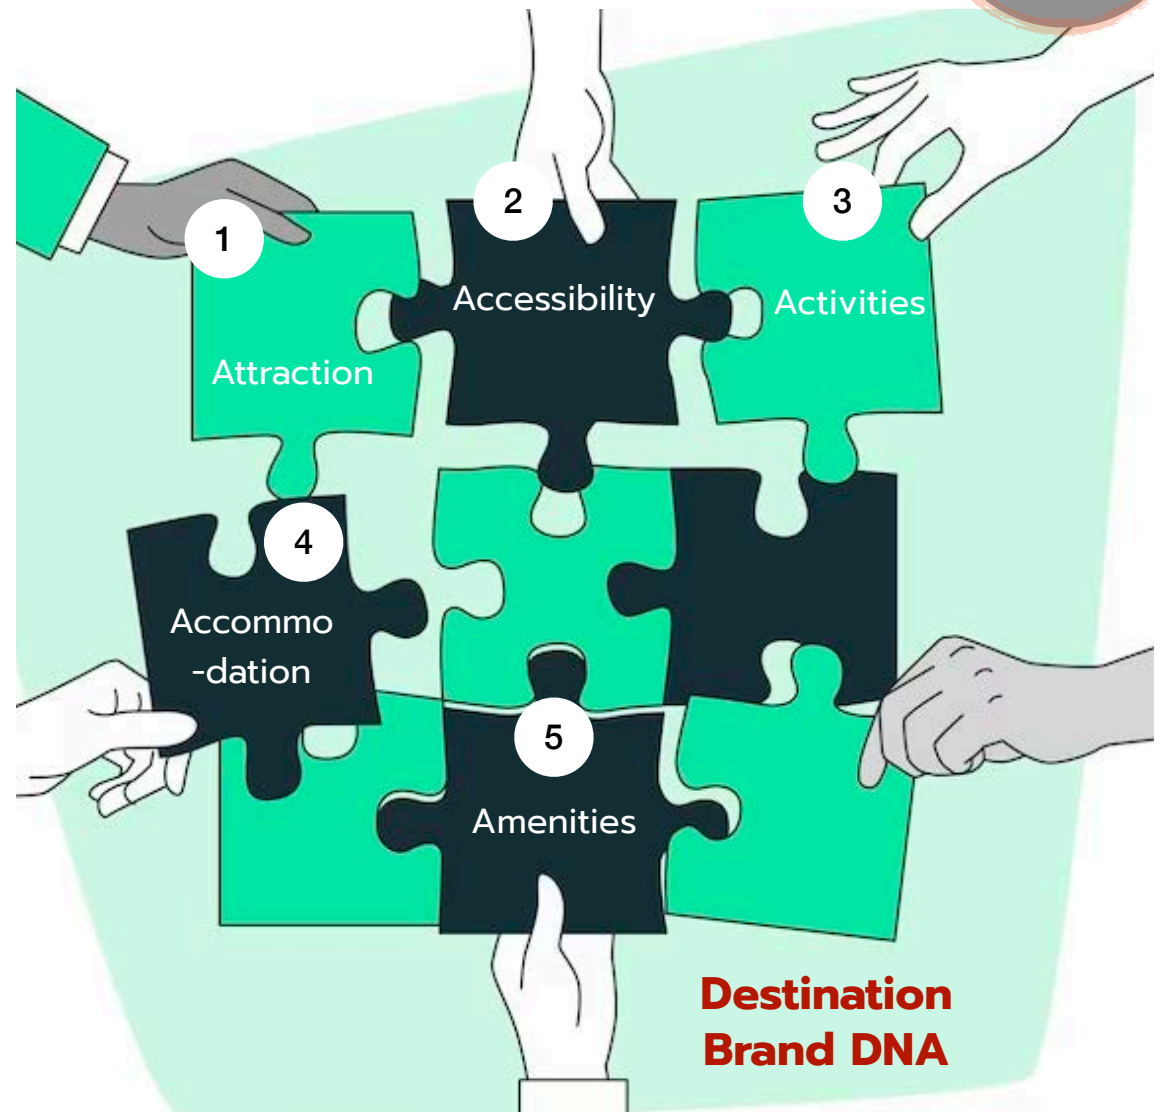 1
Attraction
2
Accessibility
3
Activities
4
Accommo
-dation
5
Amenities
Destination
Brand DNA